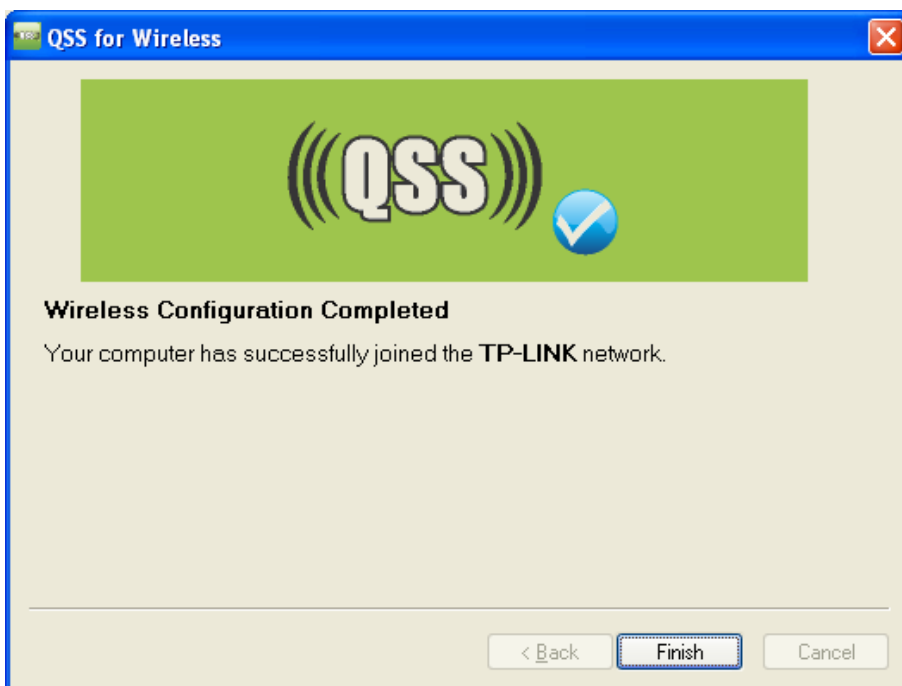 QSS for Wireless
(((QSS)))
Wireless Configuration Completed
Your computer has successfully joined the TP-LINK network.
< Back
Finish
Cancel